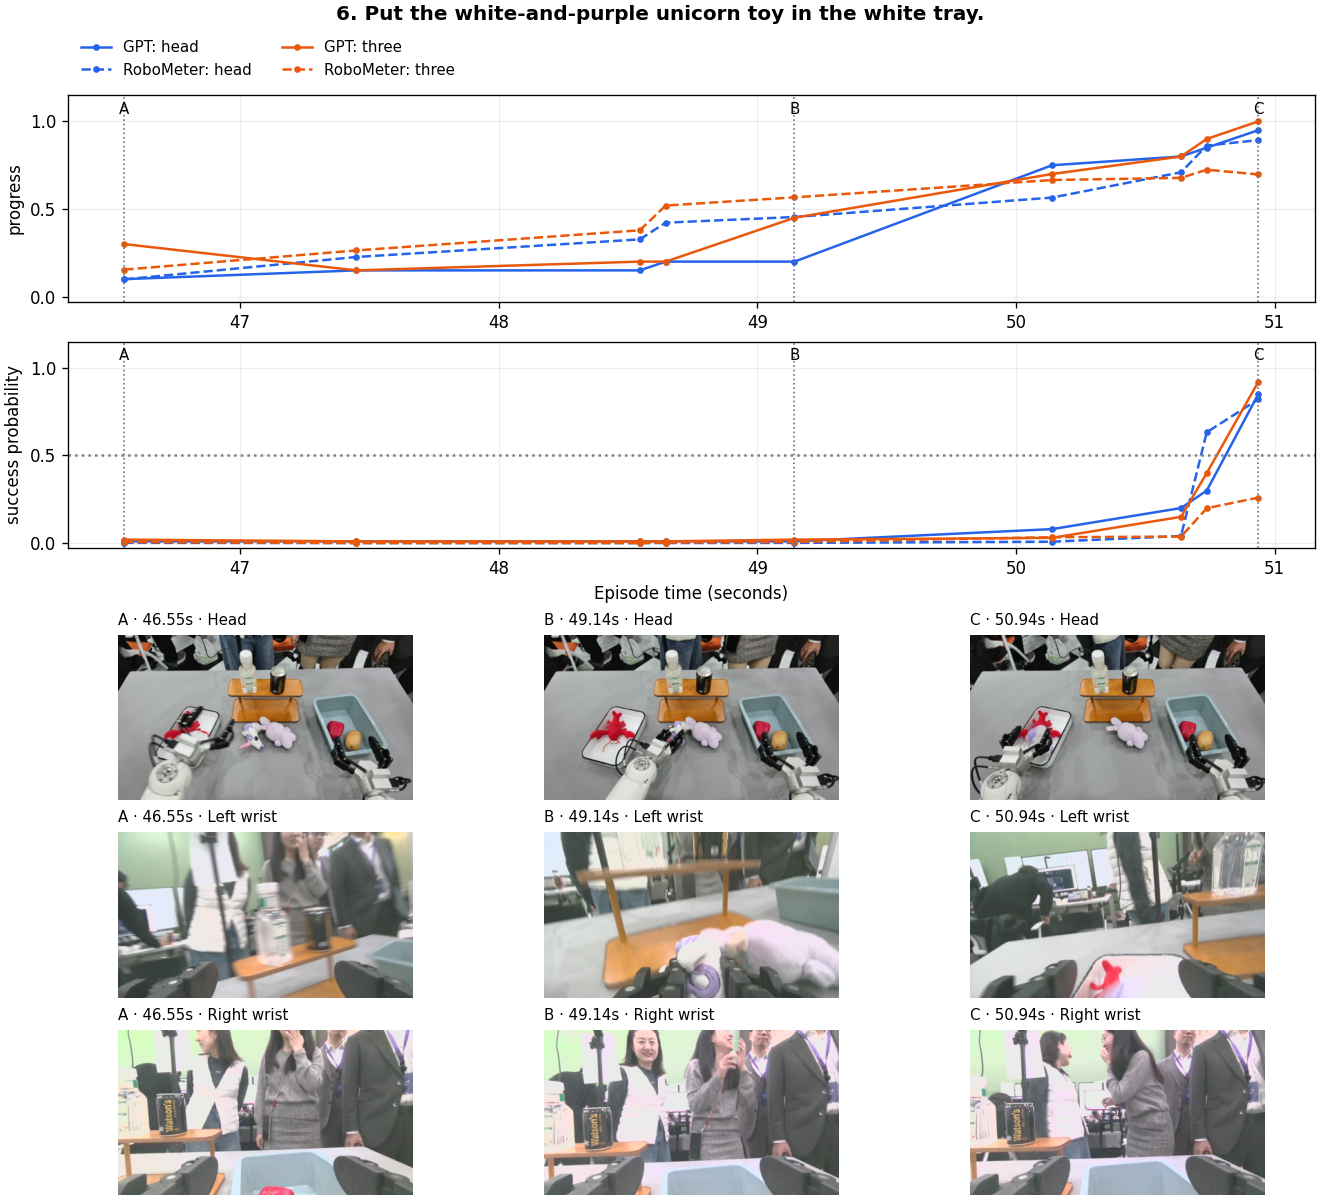 6. Put the white-and-purple unicorn toy in the white tray.
GPT: head
GPT: three
RoboMeter: head
RoboMeter: three
A
B
C
1.0
0.5
0.0
progress
47
48
49
50
51
A
B
C
1.0
0.5
0.0
success probability
47
48
49
50
51
Episode time (seconds)
A · 46.55s · Head
B · 49.14s · Head
C · 50.94s · Head
A · 46.55s · Left wrist
B · 49.14s · Left wrist
C · 50.94s · Left wrist
A · 46.55s · Right wrist
B · 49.14s · Right wrist
C · 50.94s · Right wrist
Watson's
Watson's
Watson's